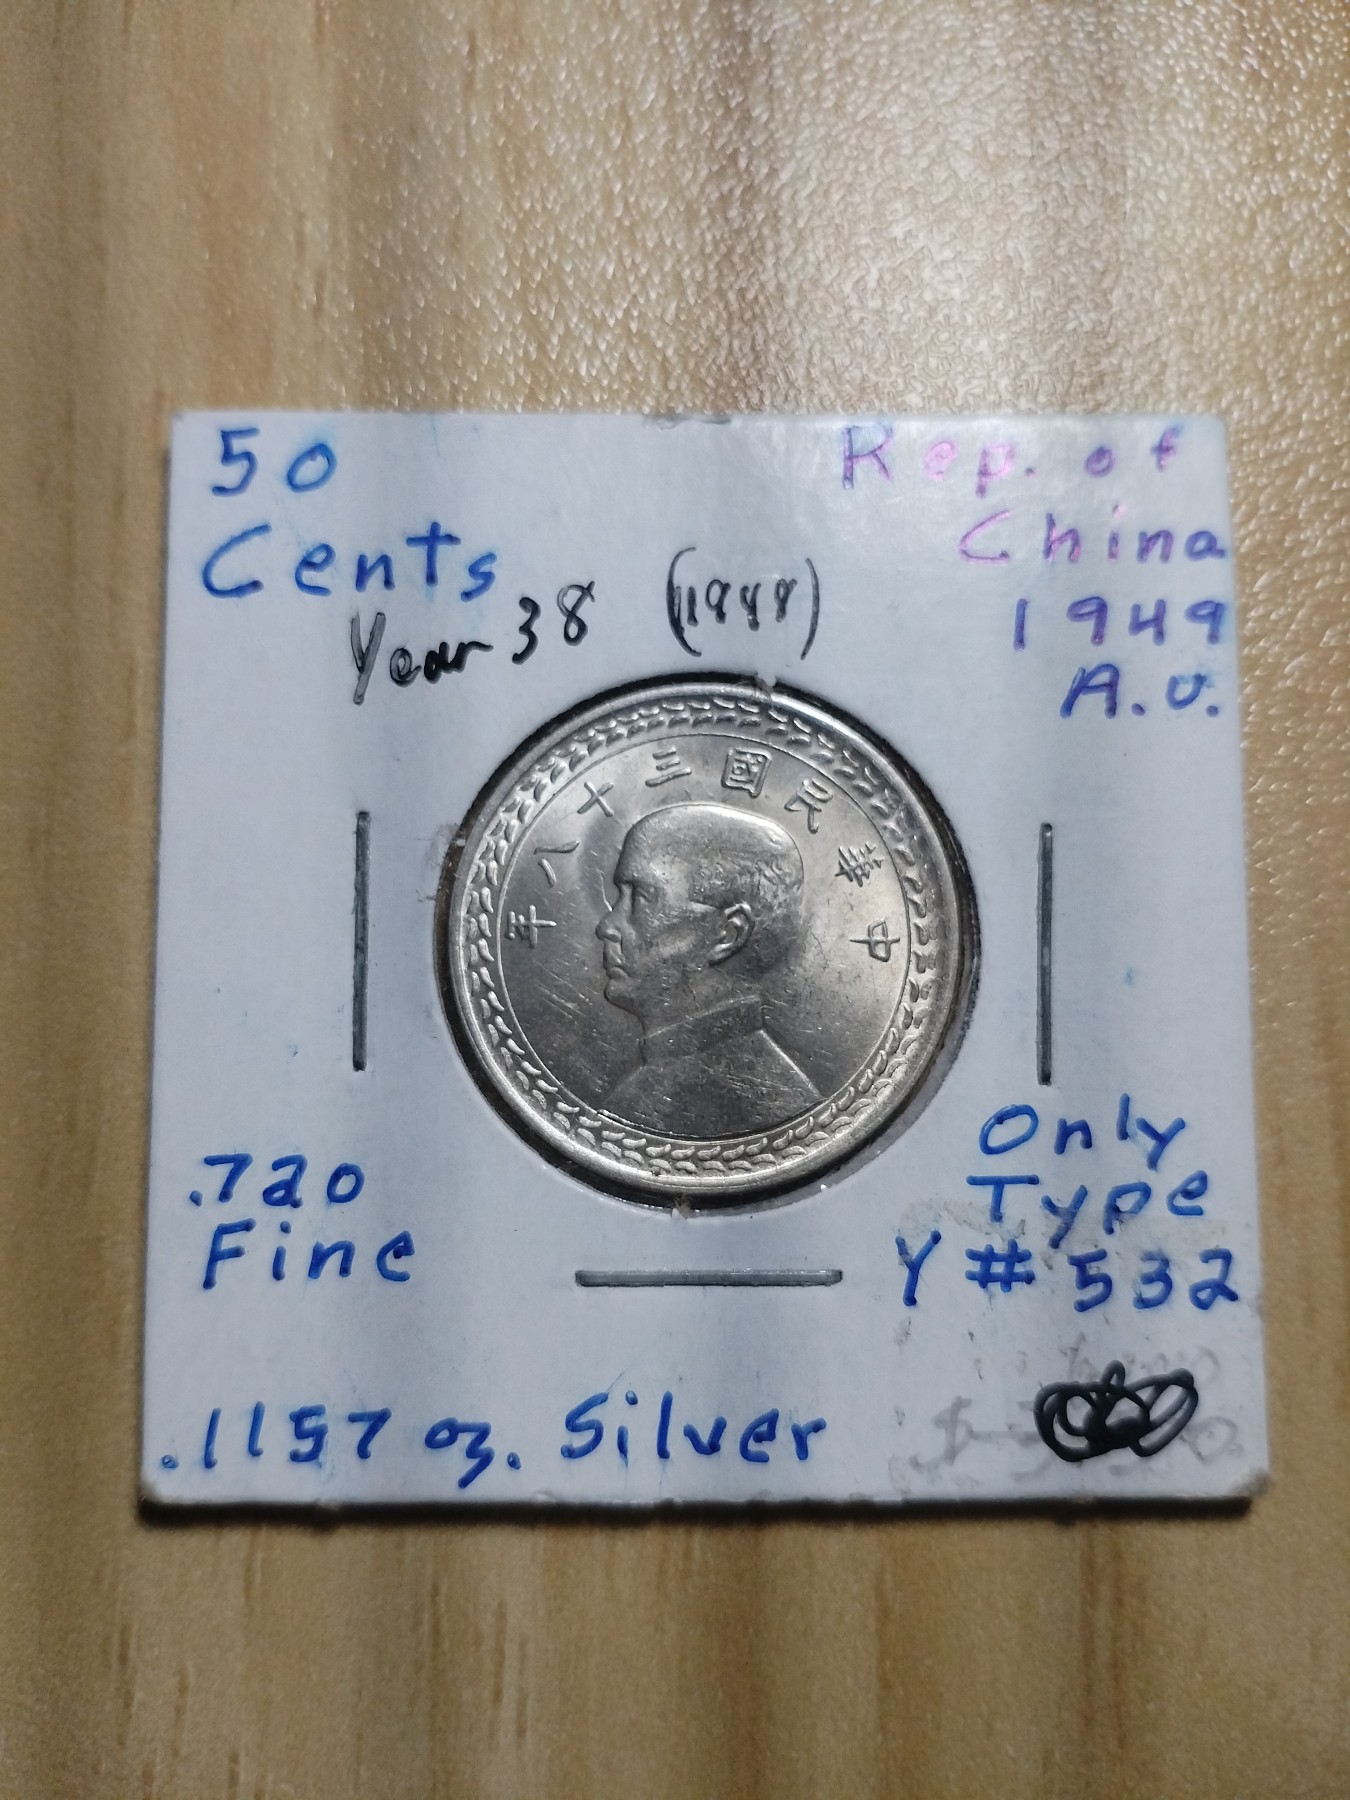 50
Cents
Rep. of
China
1949
A.U.
Year 38 (1949)
中華民國三十八年
.720
Fine
Only
Type
Y # 532
.1157 oz. Silver